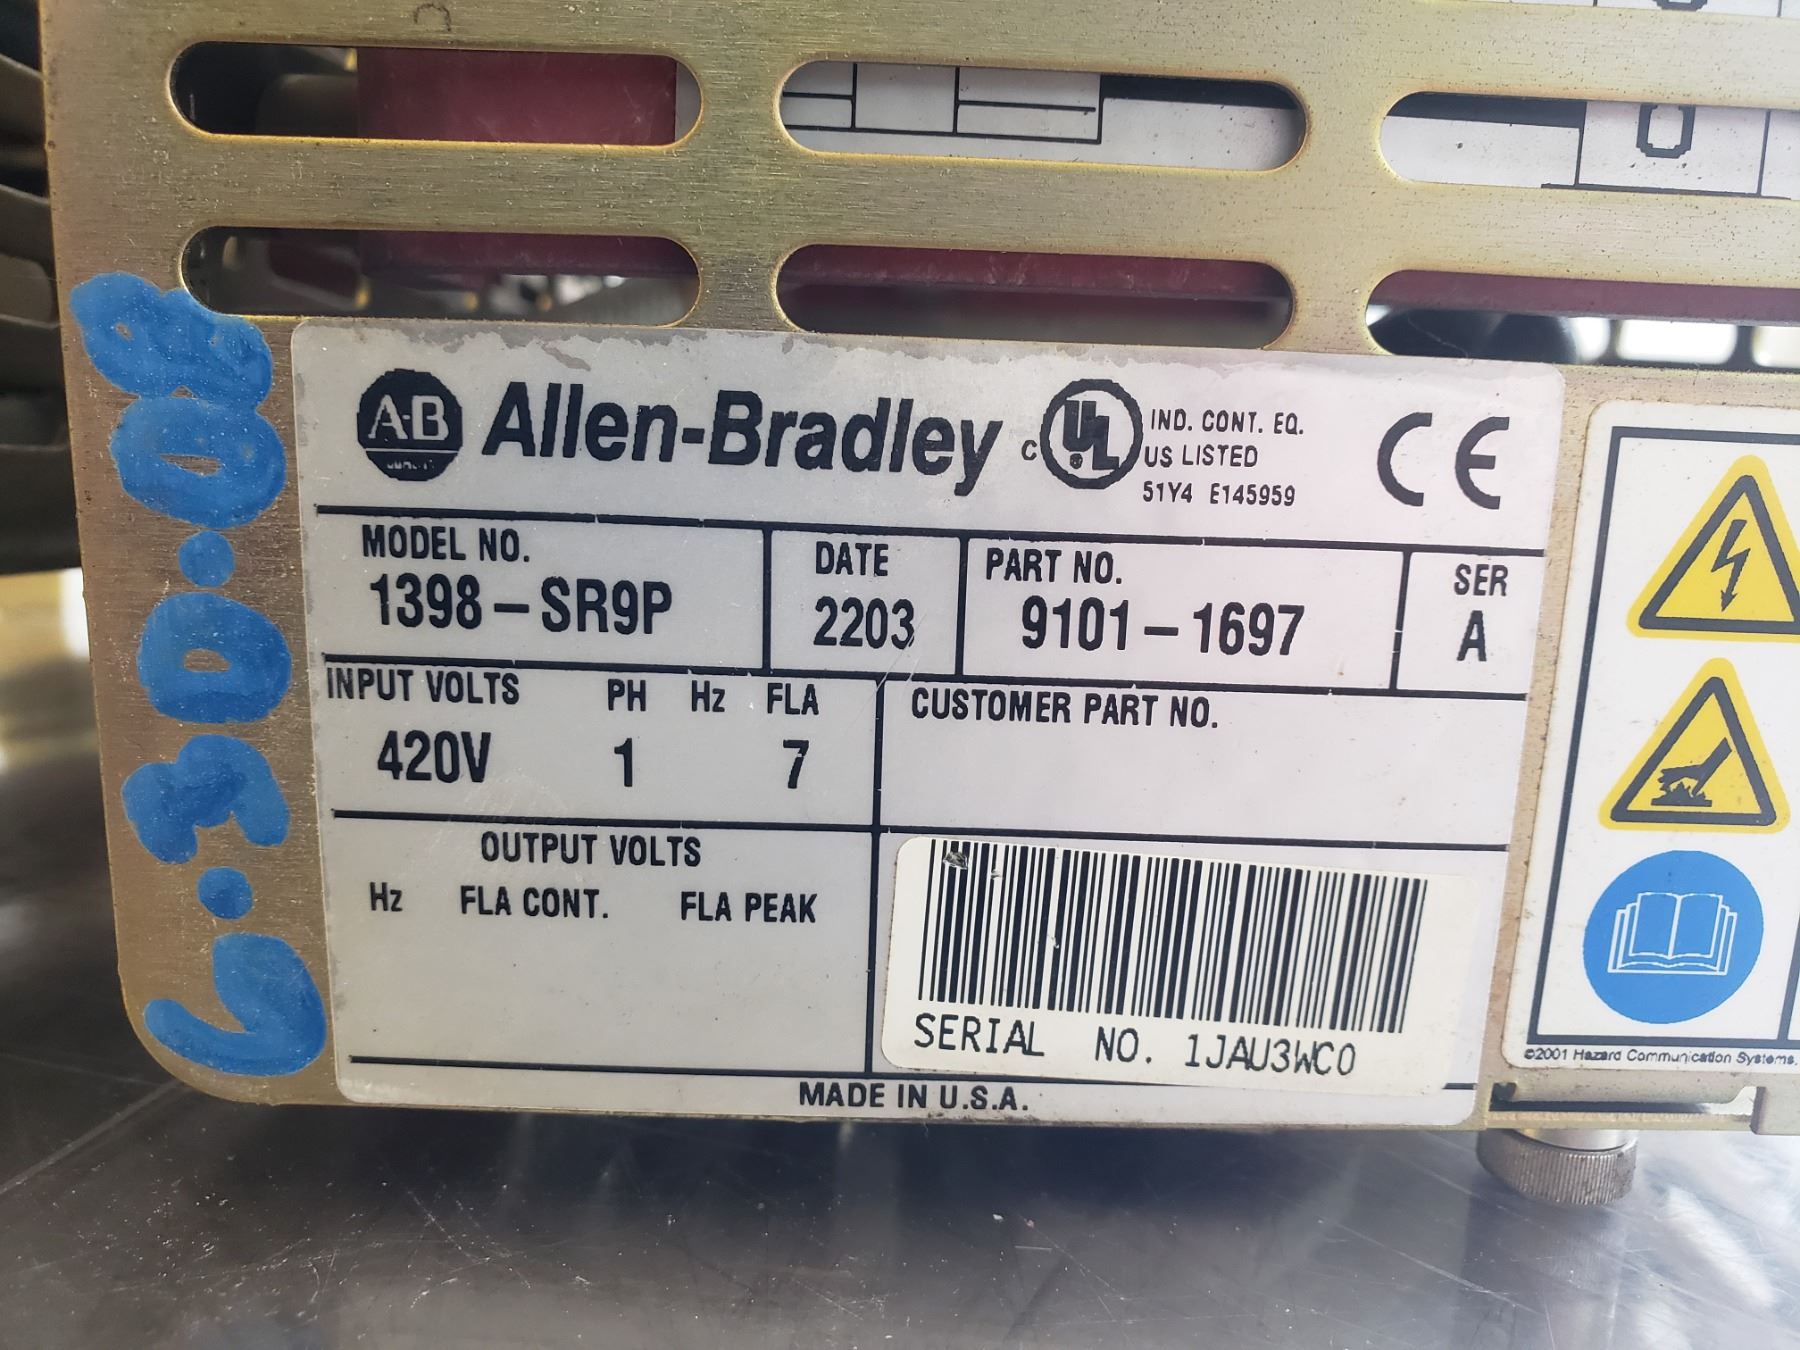 A-B
Allen-Bradley
C UL IND. CONT. EQ.
US LISTED
51Y4 E145959
CE
MODEL NO.
1398-SR9P
DATE
2203
PART NO.
9101-1697
SER
A
INPUT VOLTS PH Hz FLA
420V 1 7
CUSTOMER PART NO.
OUTPUT VOLTS
Hz FLA CONT. FLA PEAK
SERIAL NO. 1JAU3WC0
MADE IN U.S.A.
©2001 Hazard Communication Systems.